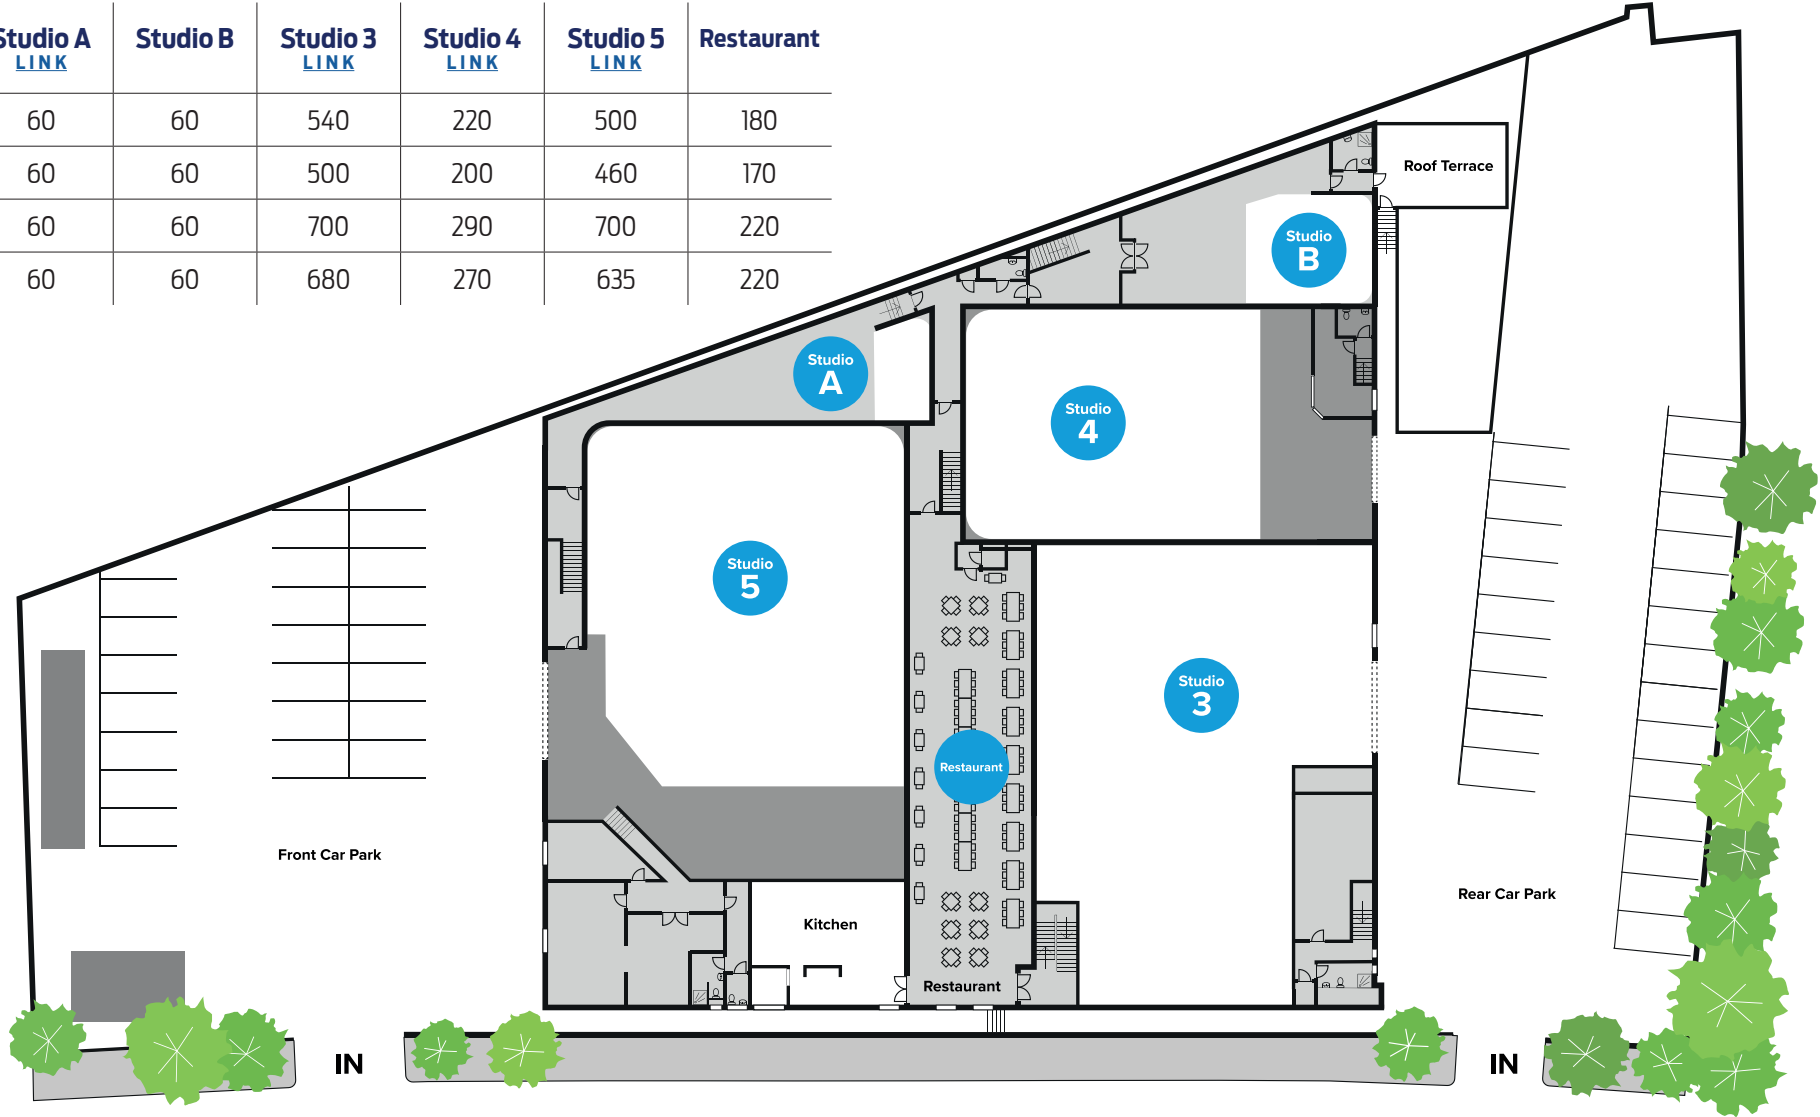 Studio A Studio B Studio 3 Studio 4 Studio 5 Restaurant
LINK LINK LINK LINK
60 60 540 220 500 180
60 60 500 200 460 170
60 60 700 290 700 220
60 60 680 270 635 220
Roof Terrace
Studio
B
Studio
A
Studio
4
Studio
5
Studio
3
Restaurant
Front Car Park
Rear Car Park
Kitchen
Restaurant
IN
IN